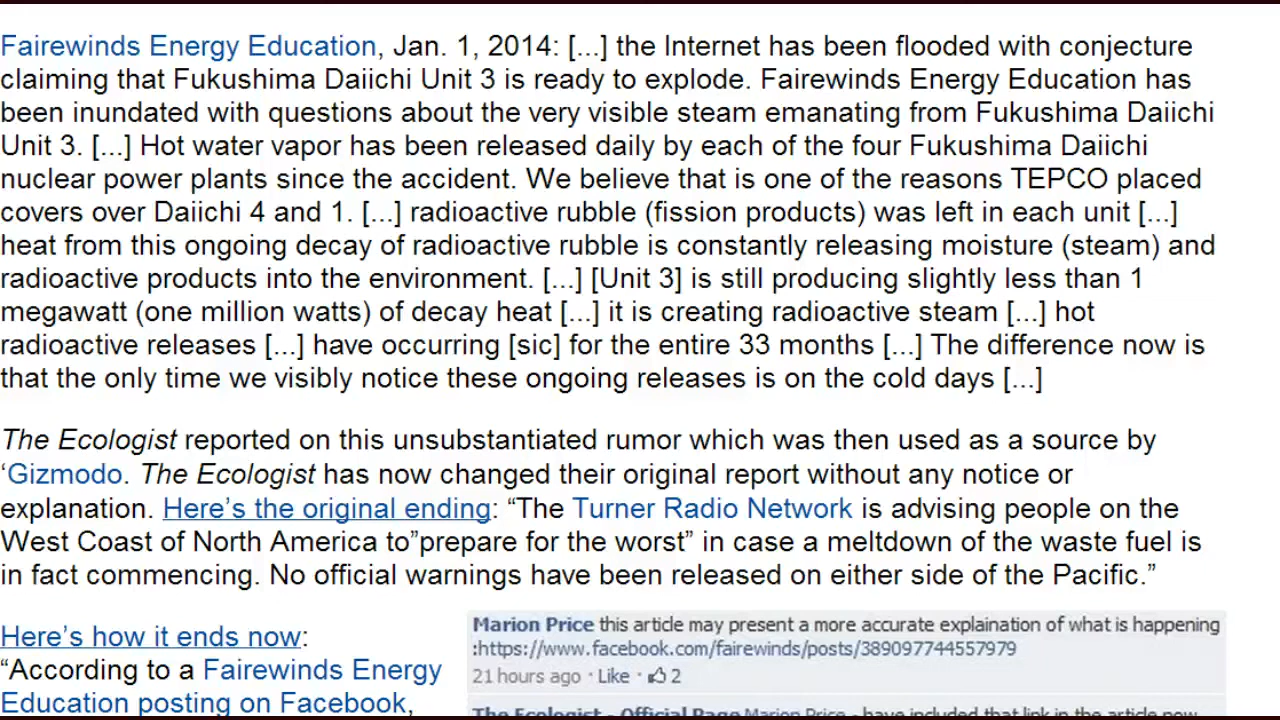 Fairewinds Energy Education, Jan. 1, 2014: [...] the Internet has been flooded with conjecture
claiming that Fukushima Daiichi Unit 3 is ready to explode. Fairewinds Energy Education has
been inundated with questions about the very visible steam emanating from Fukushima Daiichi
Unit 3. [...] Hot water vapor has been released daily by each of the four Fukushima Daiichi
nuclear power plants since the accident. We believe that is one of the reasons TEPCO placed
covers over Daiichi 4 and 1. [...] radioactive rubble (fission products) was left in each unit [...]
heat from this ongoing decay of radioactive rubble is constantly releasing moisture (steam) and
radioactive products into the environment. [...] [Unit 3] is still producing slightly less than 1
megawatt (one million watts) of decay heat [...] it is creating radioactive steam [...] hot
radioactive releases [...] have occurring [sic] for the entire 33 months [...] The difference now is
that the only time we visibly notice these ongoing releases is on the cold days [...]
The Ecologist reported on this unsubstantiated rumor which was then used as a source by
‘Gizmodo. The Ecologist has now changed their original report without any notice or
explanation. Here’s the original ending: “The Turner Radio Network is advising people on the
West Coast of North America to”prepare for the worst” in case a meltdown of the waste fuel is
in fact commencing. No official warnings have been released on either side of the Pacific.”
Here’s how it ends now:
“According to a Fairewinds Energy
Education posting on Facebook,
Marion Price this article may present a more accurate explaination of what is happening
:https://www.facebook.com/fairewinds/posts/389097744557979
21 hours ago · Like · 2
The Ecologist - Official Page Marion Price - have included that link in the article now